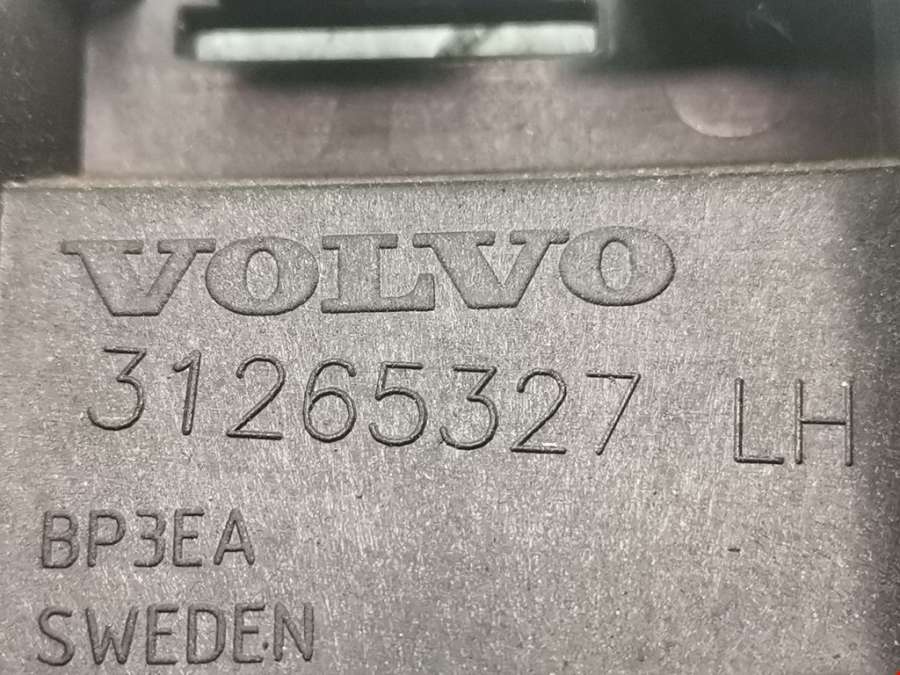 VOLVO
31265327 LH
BP3EA
SWEDEN